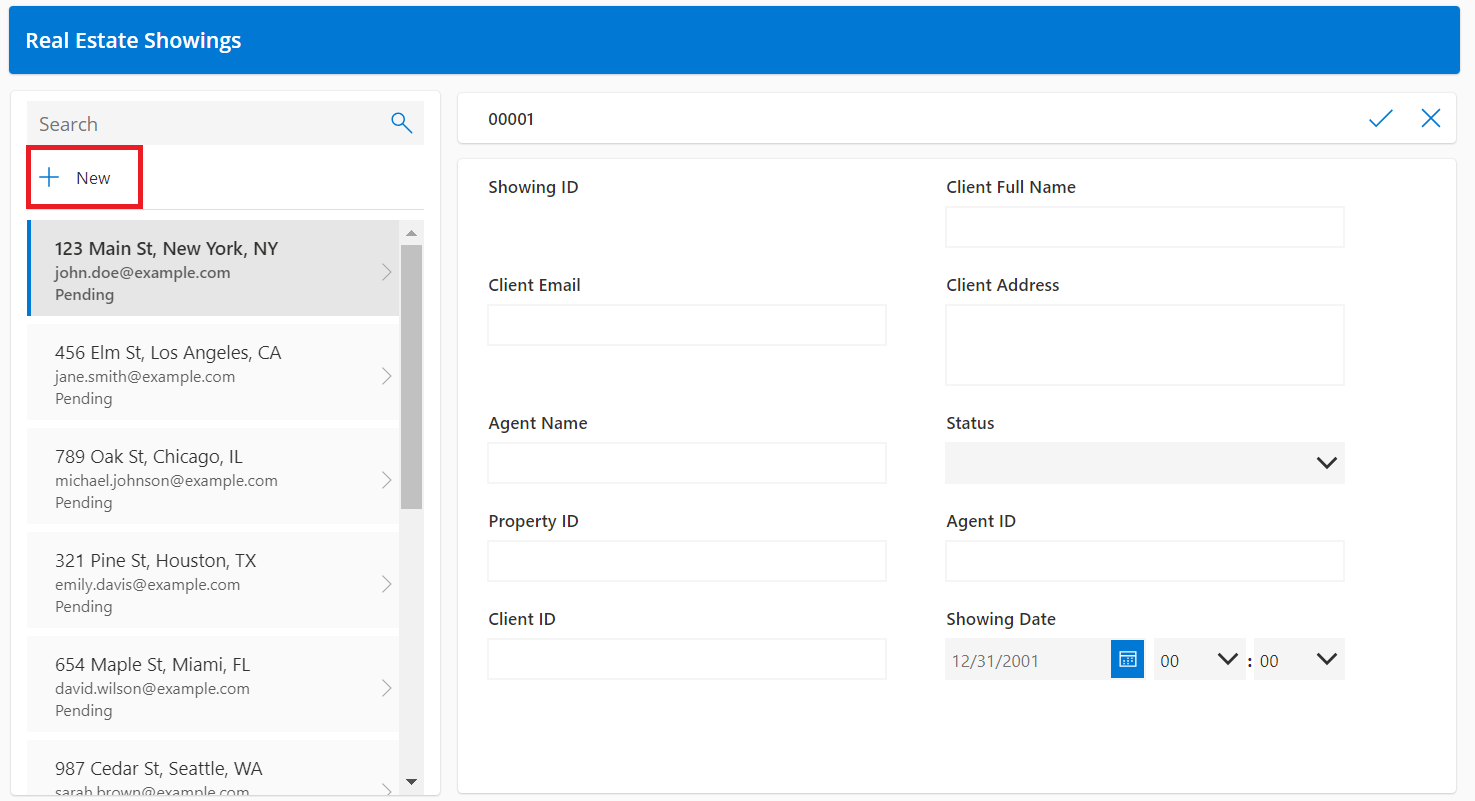 Real Estate Showings
Search
New
123 Main St, New York, NY
john.doe@example.com
Pending
456 Elm St, Los Angeles, CA
jane.smith@example.com
Pending
789 Oak St, Chicago, IL
michael.johnson@example.com
Pending
321 Pine St, Houston, TX
emily.davis@example.com
Pending
654 Maple St, Miami, FL
david.wilson@example.com
Pending
987 Cedar St, Seattle, WA
sarah.brown@example.com
00001
Showing ID
Client Full Name
Client Email
Client Address
Agent Name
Status
Property ID
Agent ID
Client ID
Showing Date
12/31/2001
00 : 00